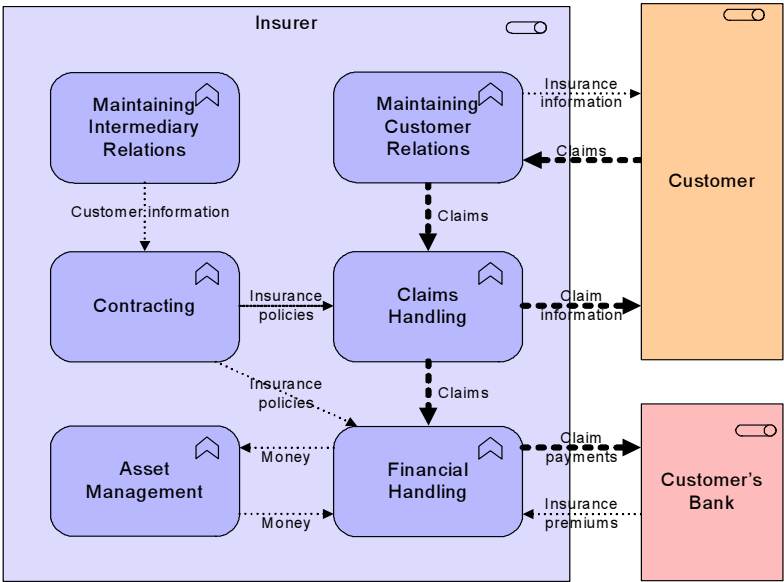 Insurer
Maintaining
Intermediary
Relations
Maintaining
Customer
Relations
Insurance
information
Claims
Customer
Customer information
Claims
Contracting
Insurance
policies
Claims
Handling
Claim
information
Insurance
policies
Claims
Asset
Management
Money
Money
Financial
Handling
Claim
payments
Insurance
premiums
Customer's
Bank